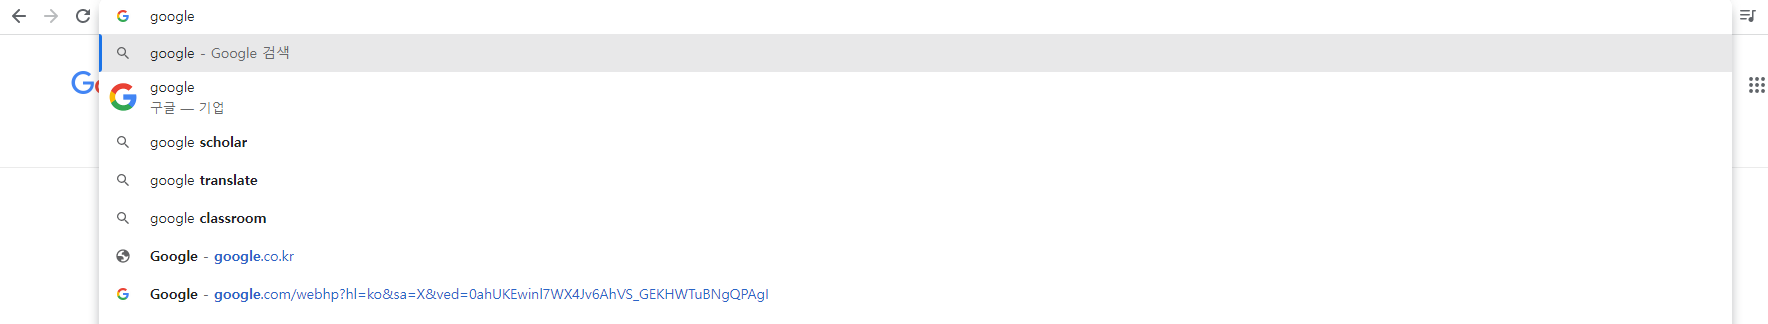 google
google - Google 검색
google
구글 — 기업
google scholar
google translate
google classroom
Google - google.co.kr
Google - google.com/webhp?hl=ko&sa=X&ved=0ahUKEwinl7WX4Jv6AhVS_GEKHWTuBNgQPAgI